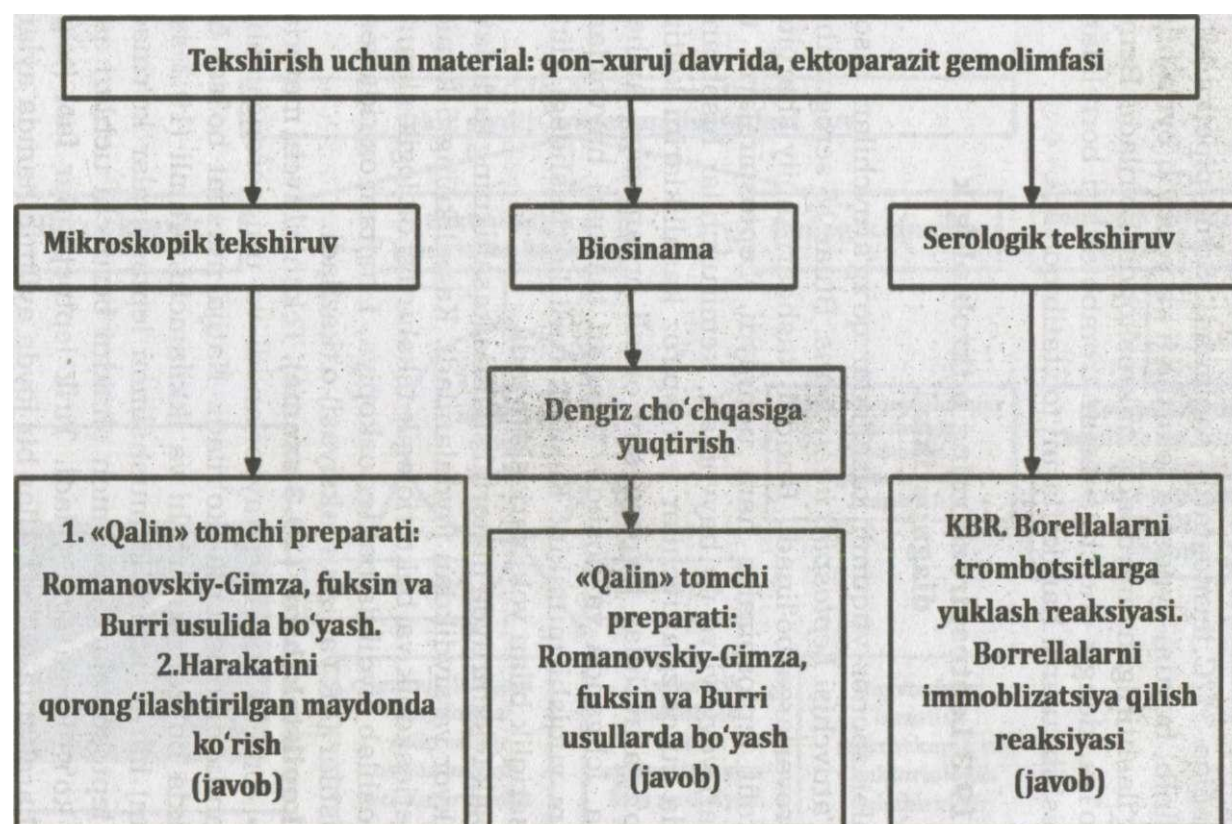 Tekshirish uchun material: qon–xuruj davrida, ektoparazit gemolimfasi
Mikroskopik tekshiruv
Biosinama
Serologik tekshiruv
Dengiz cho‘chqasiga
yuqtirish
1. «Qalin» tomchi preparati:
Romanovskiy-Gimza, fuksin va
Burri usulida bo‘yash.
2.Harakatini
qorong‘ilashtirilgan maydonda
ko‘rish
(javob)
«Qalin» tomchi
preparati:
Romanovskiy-Gimza,
fuksin va Burri
usullarda bo‘yash
(javob)
KBR. Borellalarni
trombotsitlarga
yuklash reaksiyasi.
Borrellalarni
immoblizatsiya qilish
reaksiyasi
(javob)